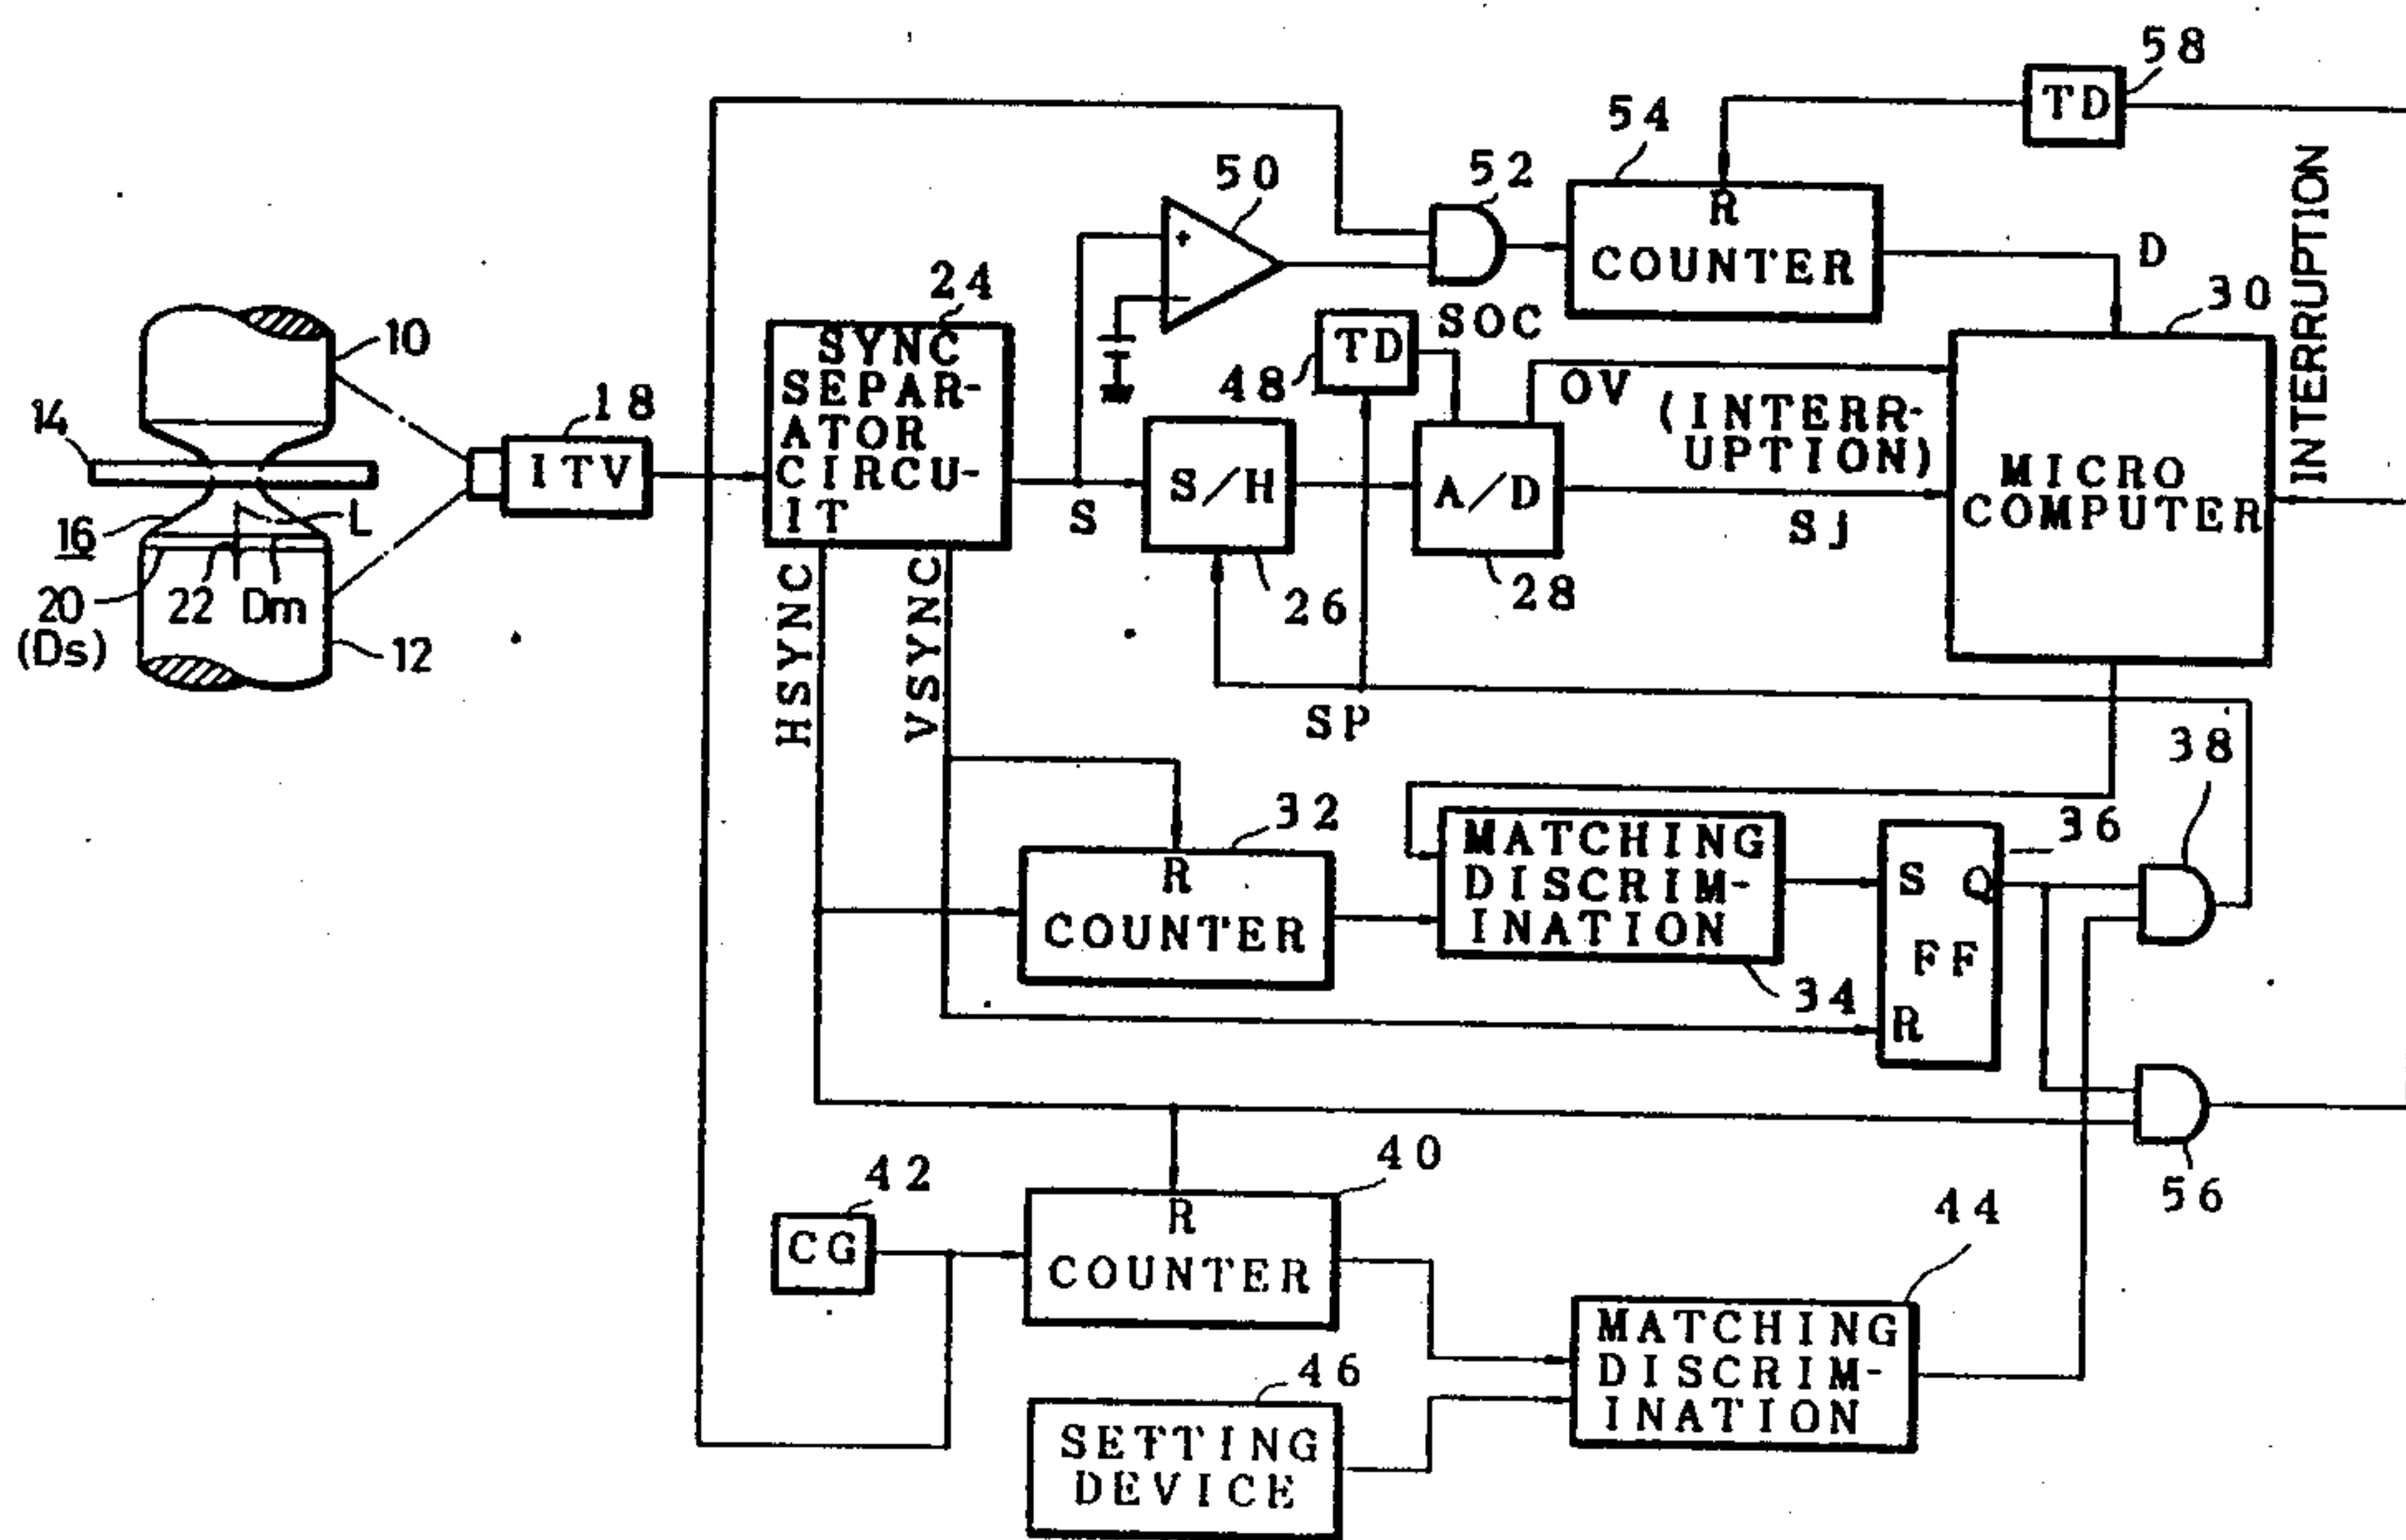 58
TD
54
52
50
R
COUNTER
D
INTERRUPTION
30
24
SYNC
SEPAR-
ATOR
CIRCU-
IT
TD
48
SOC
OV
(INTERR-
UPTION)
10
14
18
ITV
S
S/H
A/D
Sj
MICRO
COMPUTER
16
L
20
(Ds)
22
Dm
12
26
28
HSYNC
VSYNC
SP
38
32
R
COUNTER
MATCHING
DISCRIM-
INATION
34
36
S Q
FF
R
56
42
CG
40
R
COUNTER
44
MATCHING
DISCRIM-
INATION
46
SETTING
DEVICE